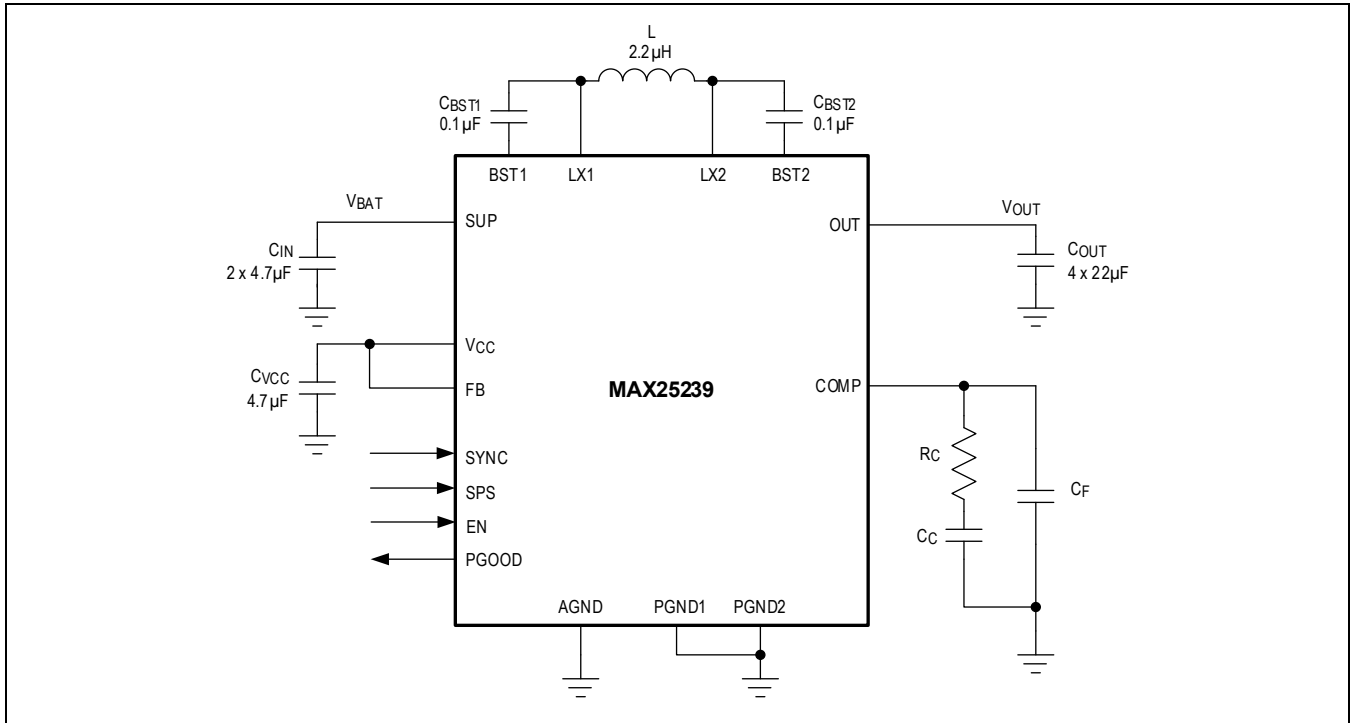 L
2.2µH
CBST1
0.1µF
CBST2
0.1µF
BST1
LX1
LX2
BST2
VBAT
SUP
CIN
2 x 4.7µF
OUT
VOUT
COUT
4 x 22µF
VCC
CVCC
4.7µF
FB
MAX25239
COMP
SYNC
SPS
EN
PGOOD
RC
CC
CF
AGND
PGND1
PGND2